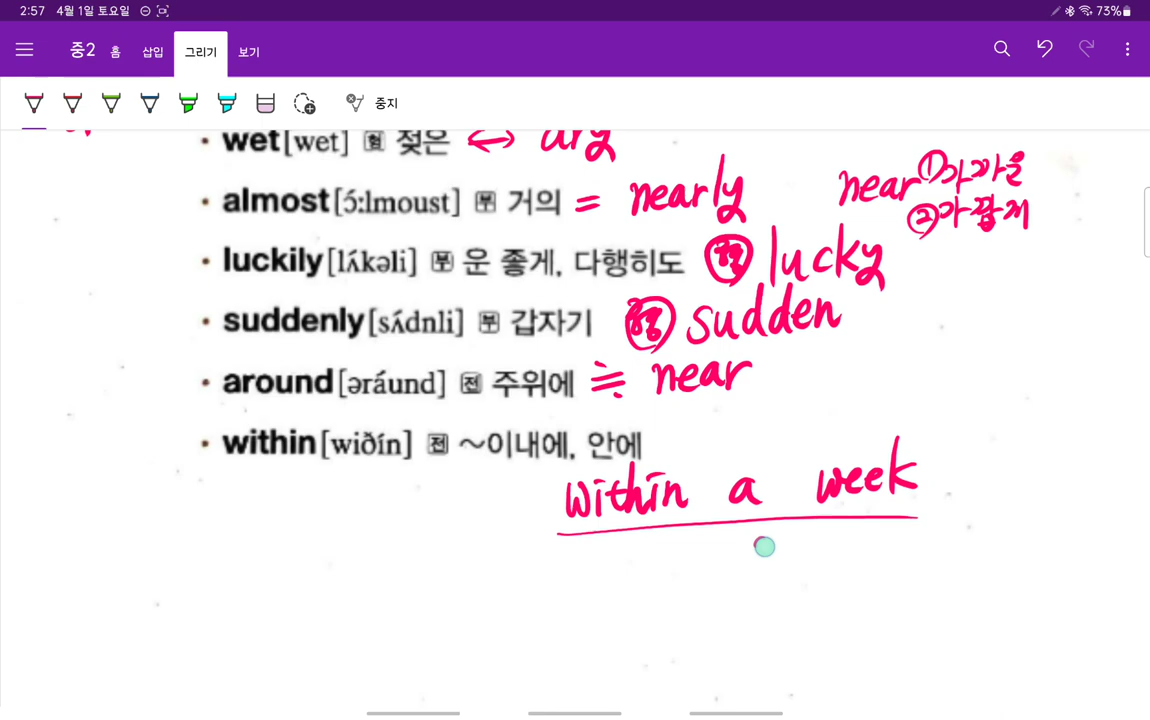 2:57 4월 1일 토요일 73%
중2 홈 삽입 그리기 보기
중지
wet[wet] 형 젖은 ↔ dry
almost[ɔ́ːlmoust] 부 거의 = nearly near ①가까운
②가깝게
luckily[lʌ́kəli] 부 운 좋게, 다행히도 형 lucky
suddenly[sʌ́dnli] 부 갑자기 형 sudden
around[əráund] 전 주위에 ≒ near
within[wiðín] 전 ~이내에, 안에
within a week